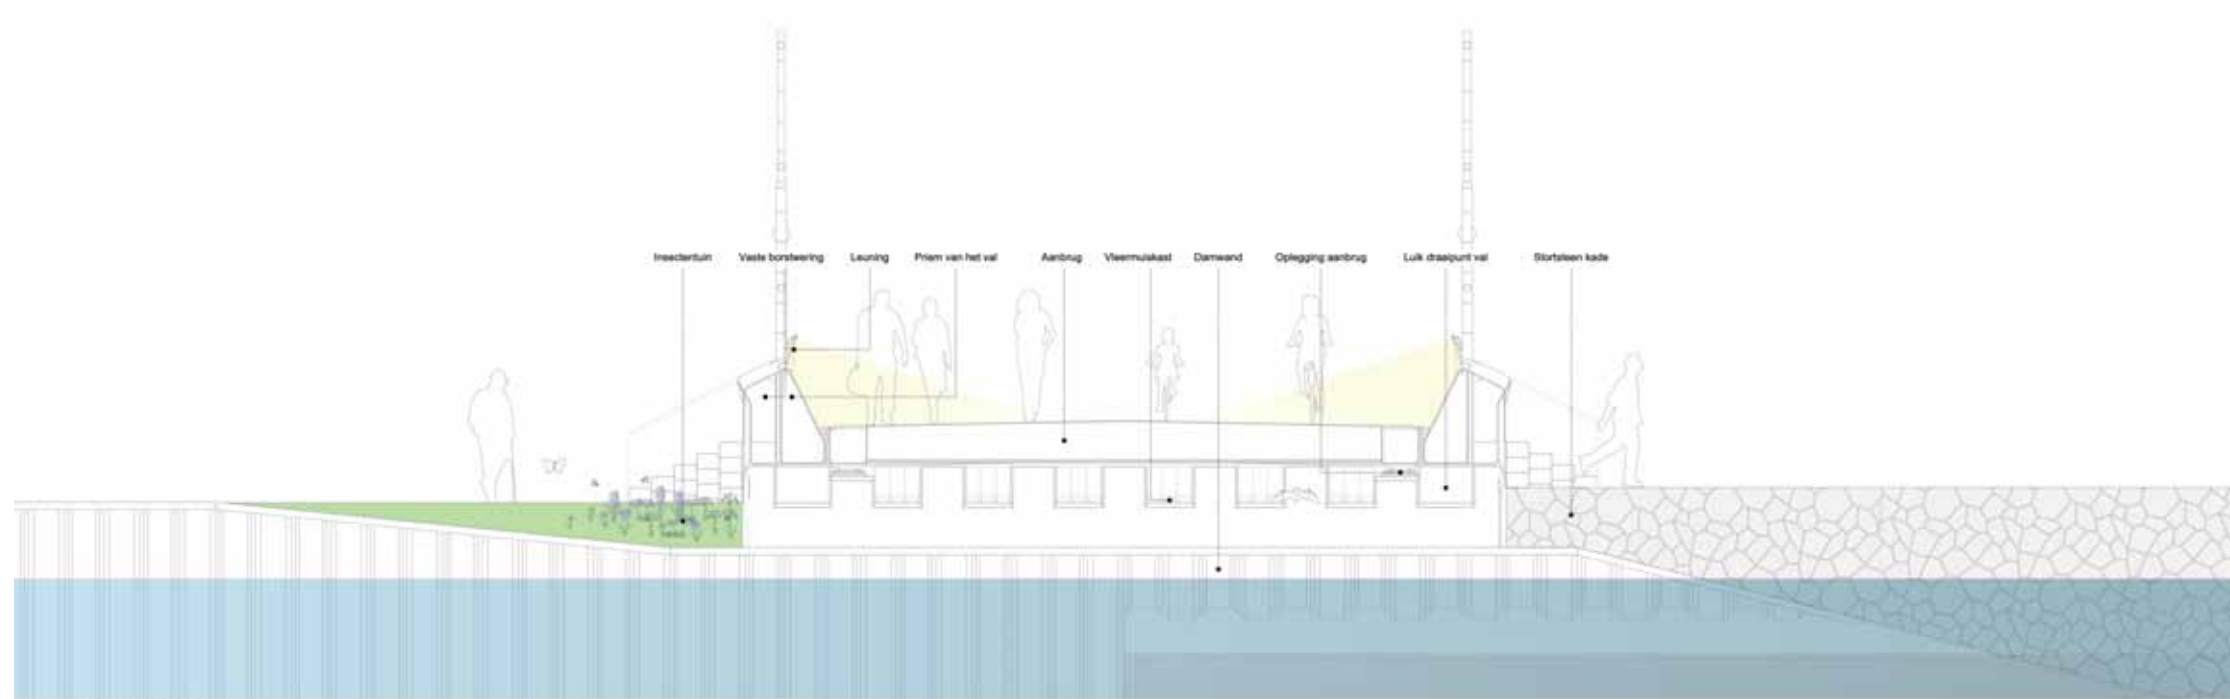 Insectentuin
Vaste borstwering
Leuning
Priem van het val
Aanbrug
Vleermuiskast
Damwand
Oplegging aanbrug
Luik draaipunt val
Stortsteen kade